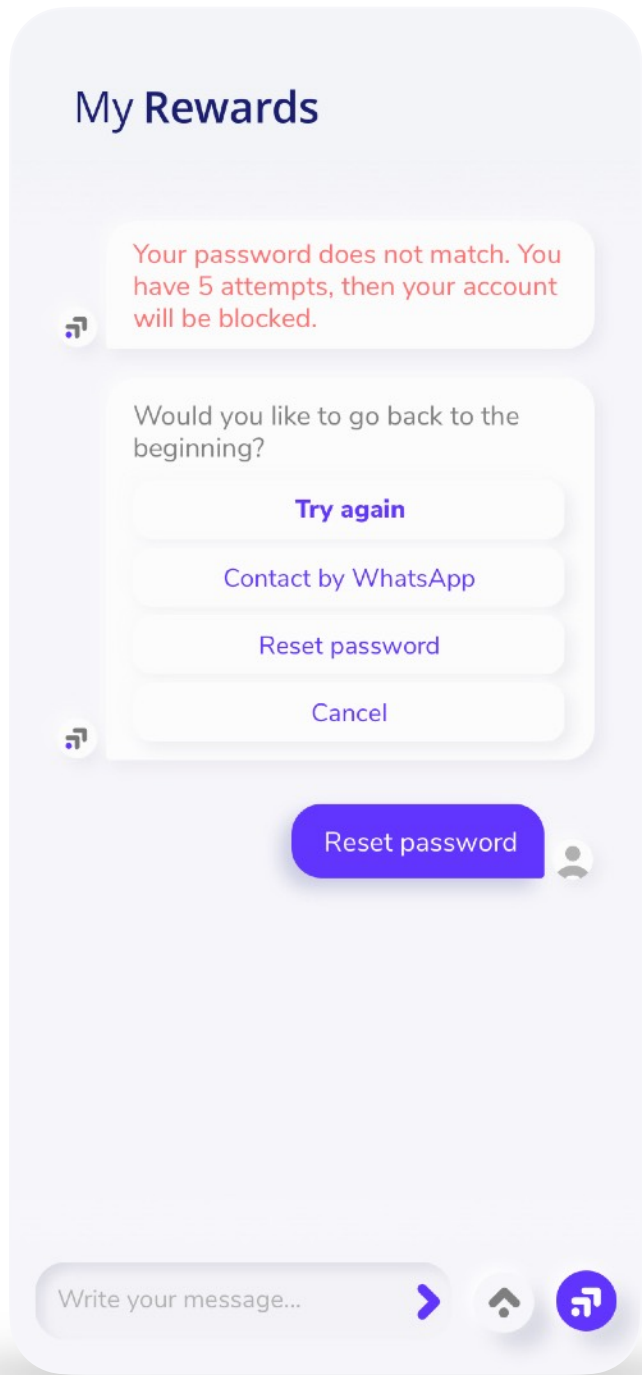 My Rewards
Your password does not match. You
have 5 attempts, then your account
will be blocked.
Would you like to go back to the
beginning?
Try again
Contact by WhatsApp
Reset password
Cancel
Reset password
Write your message...